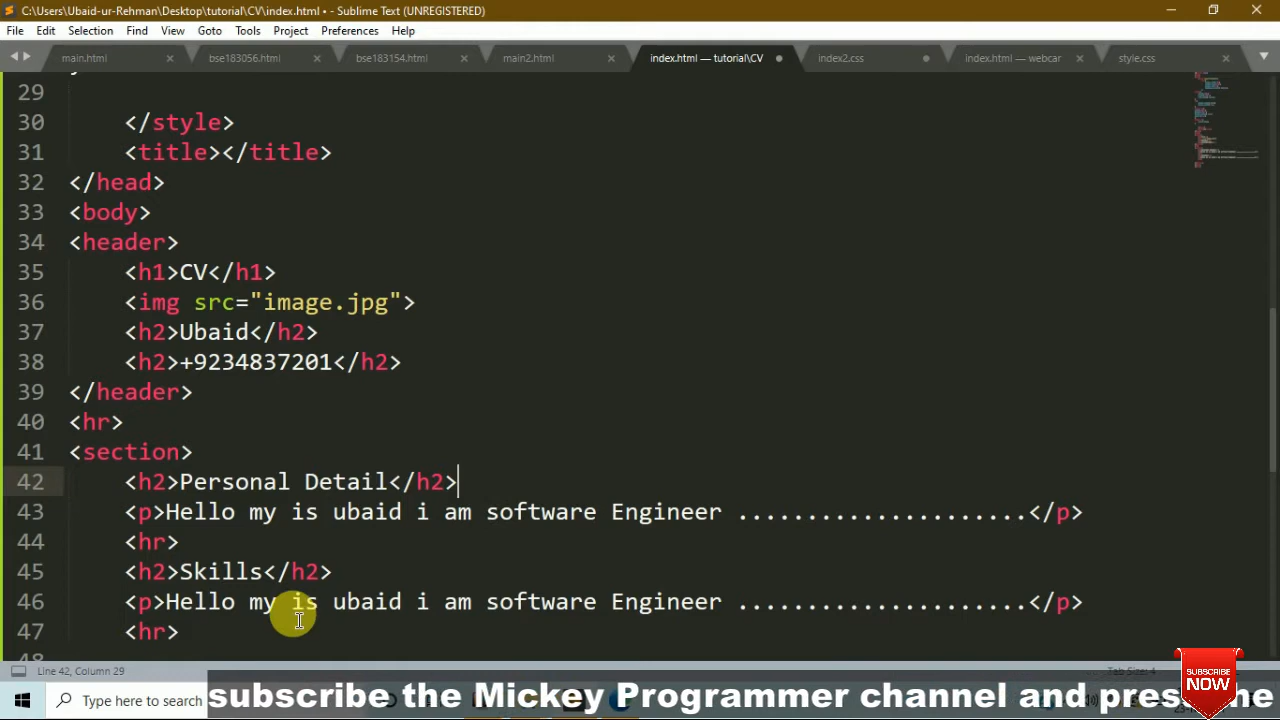 C:\Users\Ubaid-ur-Rehman\Desktop\tutorial\CV\index.html • - Sublime Text (UNREGISTERED)
File Edit Selection Find View Goto Tools Project Preferences Help
main.html bse183056.html bse183154.html main2.html index.html — tutorial\CV index2.css index.html — webcar style.css
29
30 </style>
31 <title></title>
32 </head>
33 <body>
34 <header>
35 <h1>CV</h1>
36 <img src="image.jpg">
37 <h2>Ubaid</h2>
38 <h2>+9234837201</h2>
39 </header>
40 <hr>
41 <section>
42 <h2>Personal Detail</h2>
43 <p>Hello my is ubaid i am software Engineer .....................</p>
44 <hr>
45 <h2>Skills</h2>
46 <p>Hello my is ubaid i am software Engineer .....................</p>
47 <hr>
48
Line 42, Column 29
Tab Size: 4
SUBSCRIBE
NOW
Type here to search
subscribe the Mickey Programmer channel and press the